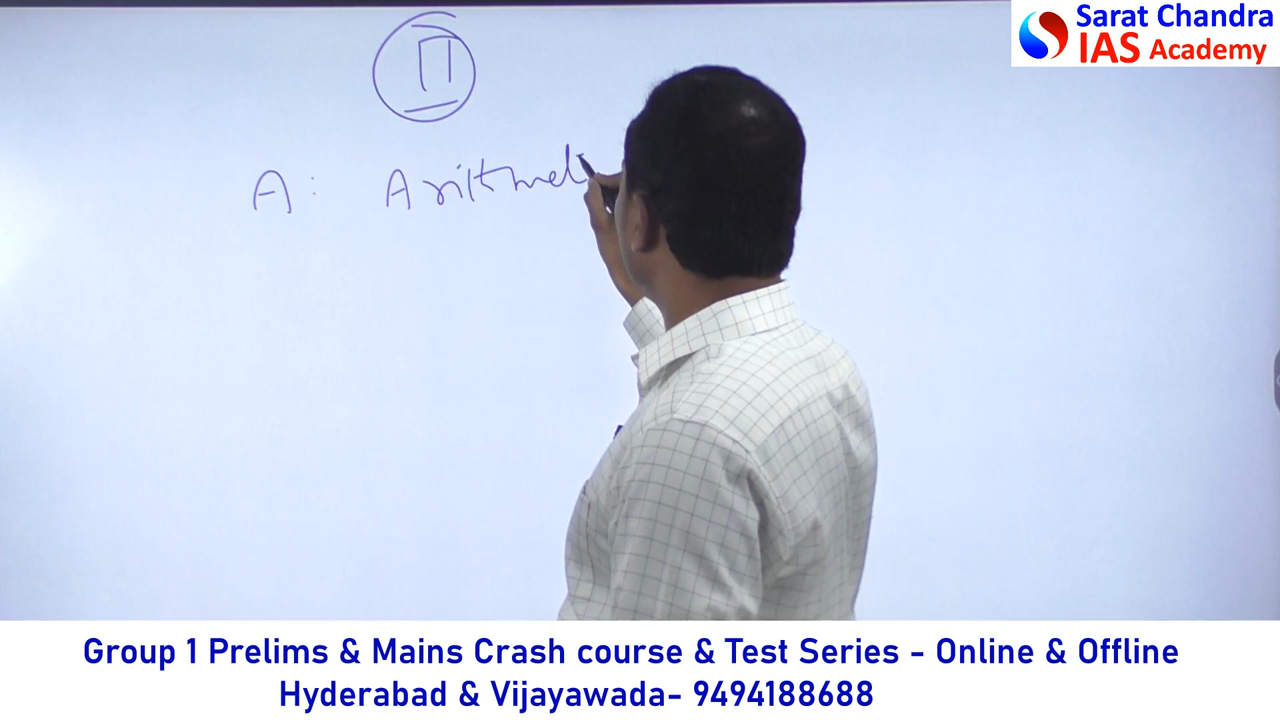 Sarat Chandra
IAS Academy
II
A: Arithmet
Group 1 Prelims & Mains Crash course & Test Series - Online & Offline
Hyderabad & Vijayawada- 9494188688